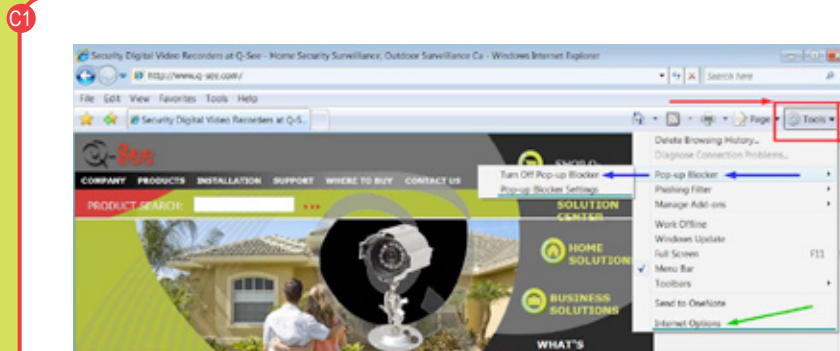 C1
Security Digital Video Recorders at Q-See - Home Security Surveillance, Outdoor Surveillance Ca - Windows Internet Explorer
http://www.q-see.com/
Search here
File Edit View Favorites Tools Help
Security Digital Video Recorders at Q-S...
Page
Tools
Delete Browsing History...
Diagnose Connection Problems...
Q-See
COMPANY PRODUCTS INSTALLATION SUPPORT WHERE TO BUY CONTACT US
Turn Off Pop-up Blocker
Pop-up Blocker
Pop-up Blocker Settings
Phishing Filter
Manage Add-ons
PRODUCT SEARCH:
SOLUTION
CENTER
Work Offline
Windows Update
HOME
SOLUTION
Full Screen F11
Menu Bar
Toolbars
BUSINESS
SOLUTIONS
Send to OneNote
Internet Options
WHAT'S